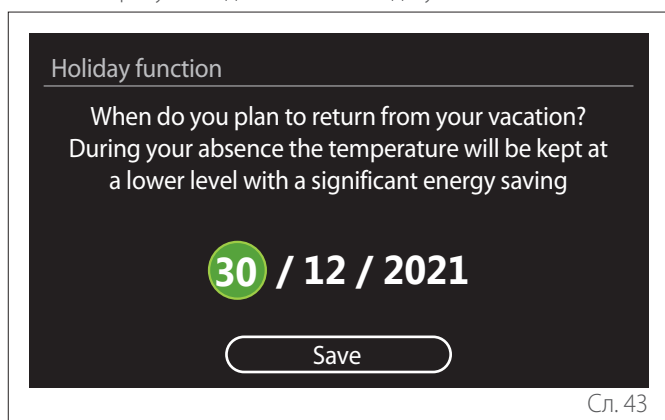 Holiday function
When do you plan to return from your vacation?
During your absence the temperature will be kept at
a lower level with a significant energy saving
30 / 12 / 2021
Save
Сл. 43